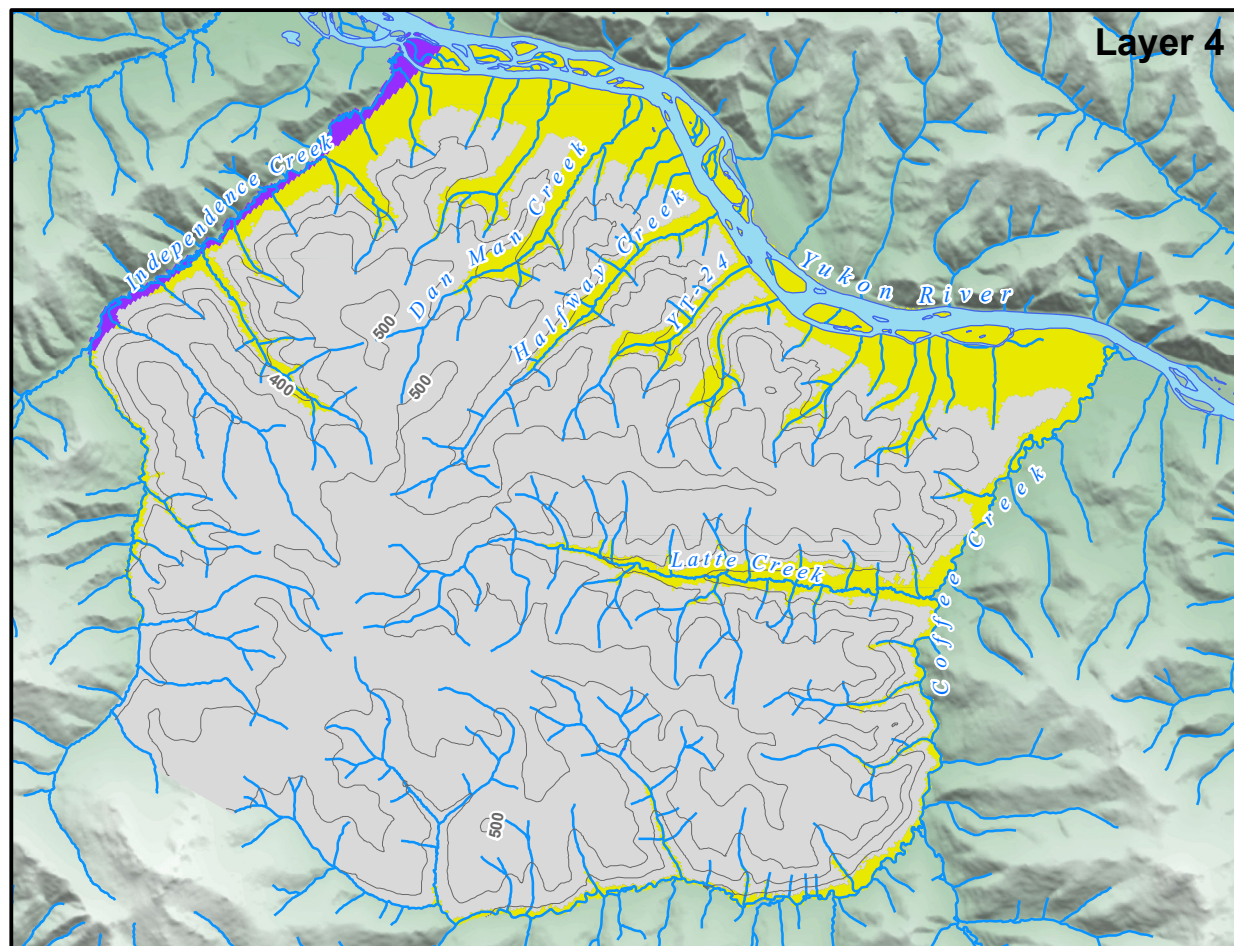 Layer 4
Independence Creek
Dan Man Creek
Halfway Creek
YT-24
Yukon River
500
400
500
Latte Creek
Coffee Creek
500